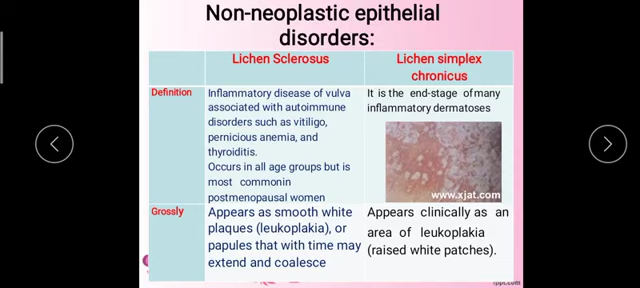 Non-neoplastic epithelial
disorders:
Lichen Sclerosus
Lichen simplex
chronicus
Definition
Inflammatory disease of vulva
associated with autoimmune
disorders such as vitiligo,
pernicious anemia, and
thyroiditis.
Occurs in all age groups but is
most commonin
postmenopausal women
It is the end-stage of many
inflammatory dermatoses
www.xjat.com
Grossly
Appears as smooth white
plaques (leukoplakia), or
papules that with time may
extend and coalesce
Appears clinically as an
area of leukoplakia
(raised white patches).
fppt.com